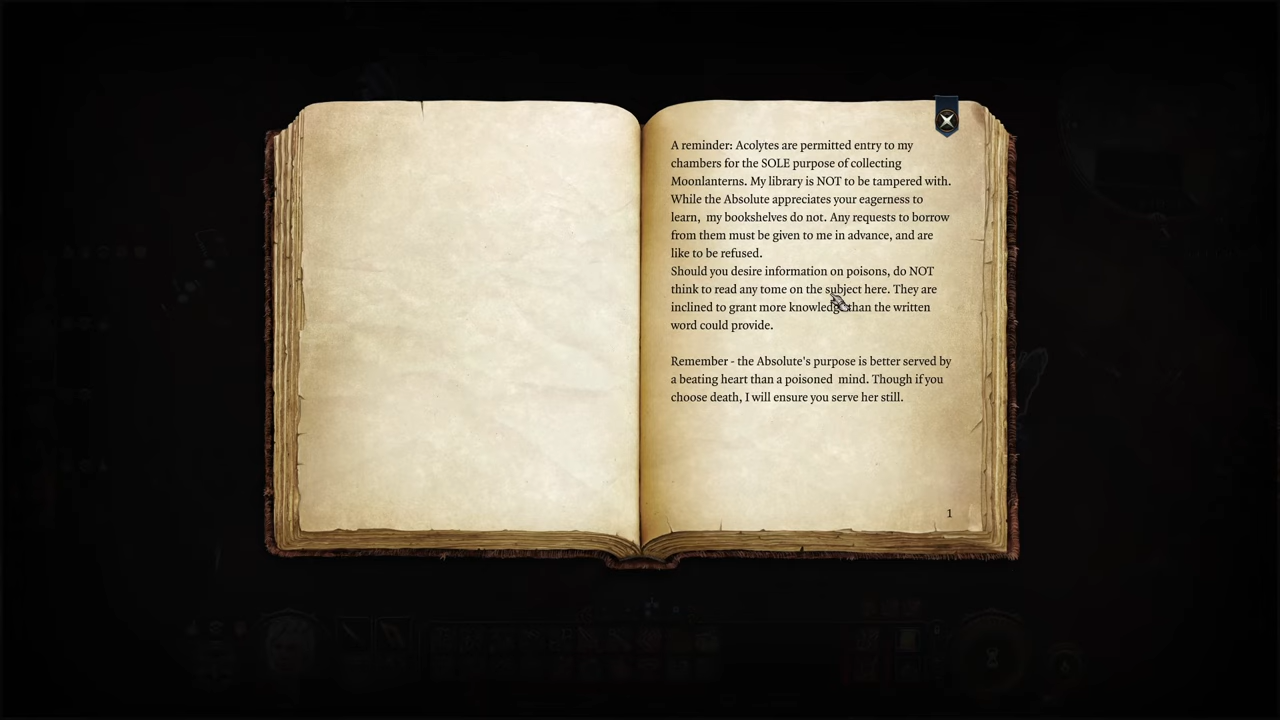 A reminder: Acolytes are permitted entry to my
chambers for the SOLE purpose of collecting
Moonlanterns. My library is NOT to be tampered with.
While the Absolute appreciates your eagerness to
learn,  my bookshelves do not. Any requests to borrow
from them must be given to me in advance, and are
like to be refused.
Should you desire information on poisons, do NOT
think to read any tome on the subject here. They are
inclined to grant more knowledge than the written
word could provide.

Remember - the Absolute's purpose is better served by
a beating heart than a poisoned  mind. Though if you
choose death, I will ensure you serve her still.
1